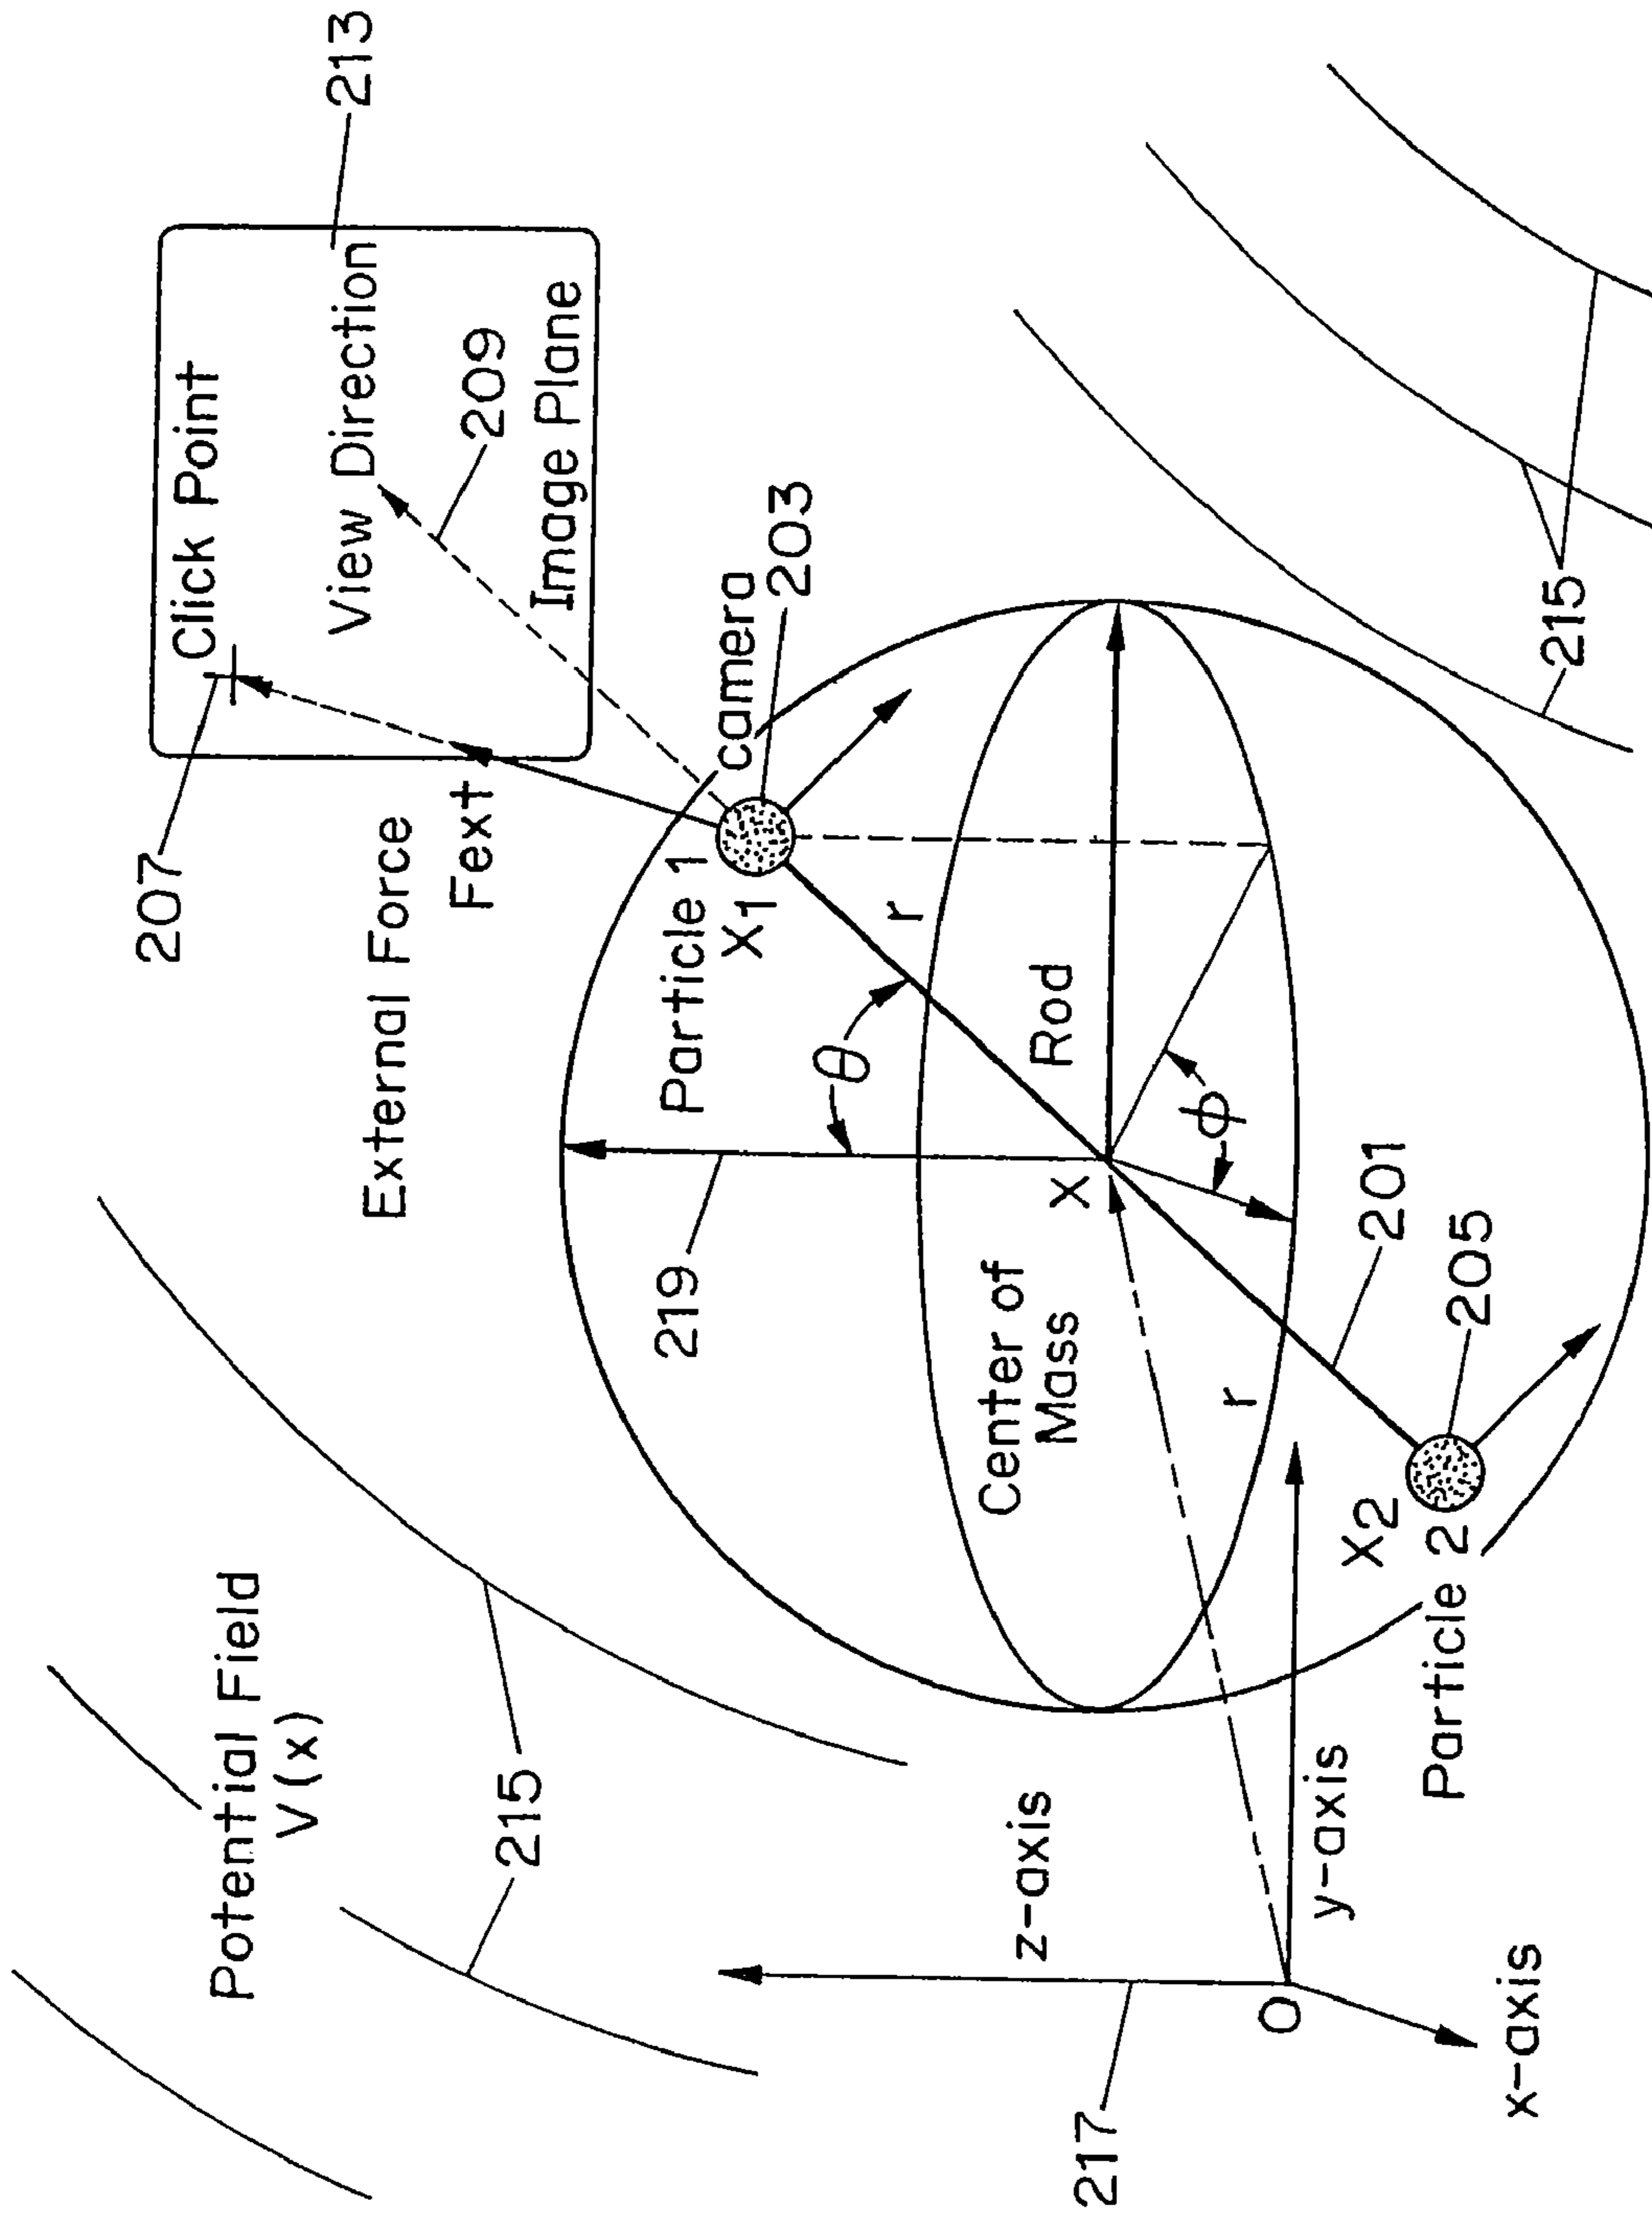 Potential Field
V(x)
215
215
External Force
Fext
207
Click Point
View Direction
209
Image Plane
213
219
Particle 1
X1
camera
203
θ
r
Rod
X
Center of
Mass
ϕ
r
201
205
X2
Particle 2
z-axis
y-axis
x-axis
O
217
215